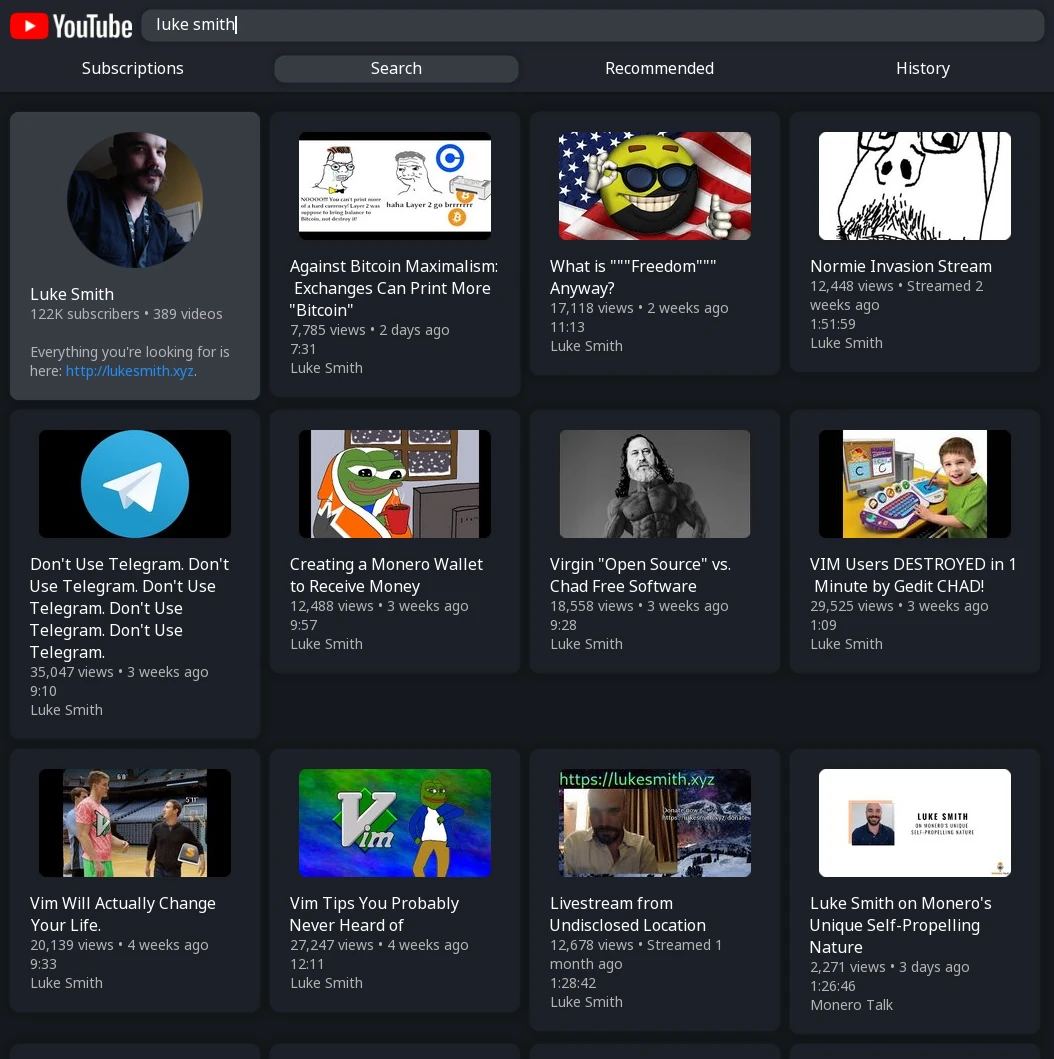 YouTube
luke smith
Subscriptions
Search
Recommended
History
Luke Smith
122K subscribers • 389 videos
Everything you're looking for is
here: http://lukesmith.xyz.
NOOOO!!! You can't print more
of a hard currency! Layer 2 was
suppose to bring balance to
Bitcoin, not destroy it!
haha Layer 2 go brrrrrrr
Against Bitcoin Maximalism:
Exchanges Can Print More
"Bitcoin"
7,785 views • 2 days ago
7:31
Luke Smith
What is """Freedom"""
Anyway?
17,118 views • 2 weeks ago
11:13
Luke Smith
Normie Invasion Stream
12,448 views • Streamed 2
weeks ago
1:51:59
Luke Smith
Don't Use Telegram. Don't
Use Telegram. Don't Use
Telegram. Don't Use
Telegram. Don't Use
Telegram.
35,047 views • 3 weeks ago
9:10
Luke Smith
Creating a Monero Wallet
to Receive Money
12,488 views • 3 weeks ago
9:57
Luke Smith
Virgin "Open Source" vs.
Chad Free Software
18,558 views • 3 weeks ago
9:28
Luke Smith
VIM Users DESTROYED in 1
Minute by Gedit CHAD!
29,525 views • 3 weeks ago
1:09
Luke Smith
6'8
5'11
Vim Will Actually Change
Your Life.
20,139 views • 4 weeks ago
9:33
Luke Smith
Vim
Vim Tips You Probably
Never Heard of
27,247 views • 4 weeks ago
12:11
Luke Smith
https://lukesmith.xyz
Donate now @
https://lukesmith.xyz/donate
Livestream from
Undisclosed Location
12,678 views • Streamed 1
month ago
1:28:42
Luke Smith
LUKE SMITH
ON MONERO'S UNIQUE
SELF-PROPELLING NATURE
Luke Smith on Monero's
Unique Self-Propelling
Nature
2,271 views • 3 days ago
1:26:46
Monero Talk